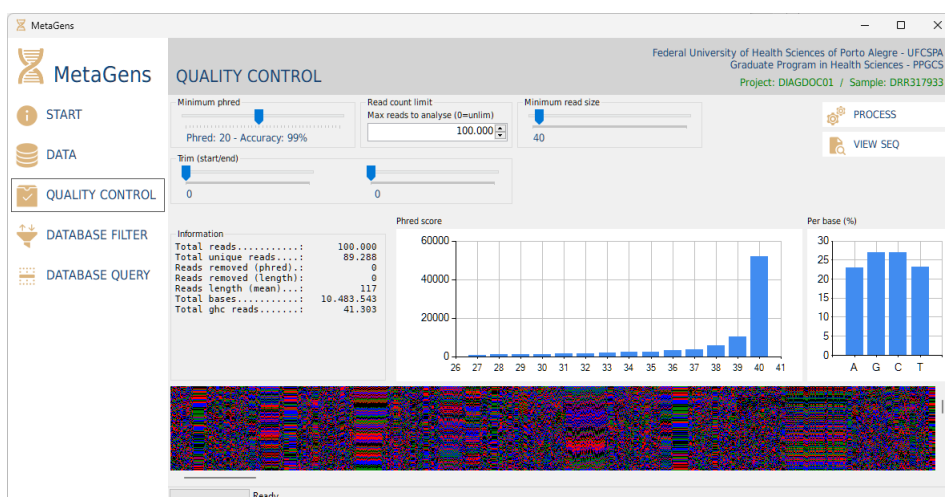 MetaGens
Federal University of Health Sciences of Porto Alegre - UFCSPA
Graduate Program in Health Sciences - PPGCS
MetaGens
QUALITY CONTROL
Project: DIAGDOC01 / Sample: DRR317933
START
DATA
QUALITY CONTROL
DATABASE FILTER
DATABASE QUERY
Minimum phred
Phred: 20 - Accuracy: 99%
Read count limit
Max reads to analyse (0=unlim)
100.000
Minimum read size
40
PROCESS
VIEW SEQ
Trim (start/end)
0 0
Information
Total reads..........: 100.000
Total unique reads....: 89.288
Reads removed (phred).: 0
Reads removed (length): 0
Reads length (mean)...: 117
Total bases...........: 10.483.543
Total ghc reads.......: 41.303
Phred score
60000
40000
20000
0
26 27 28 29 30 31 32 33 34 35 36 37 38 39 40 41
Per base (%)
30
25
20
15
10
5
0
A G C T
Ready